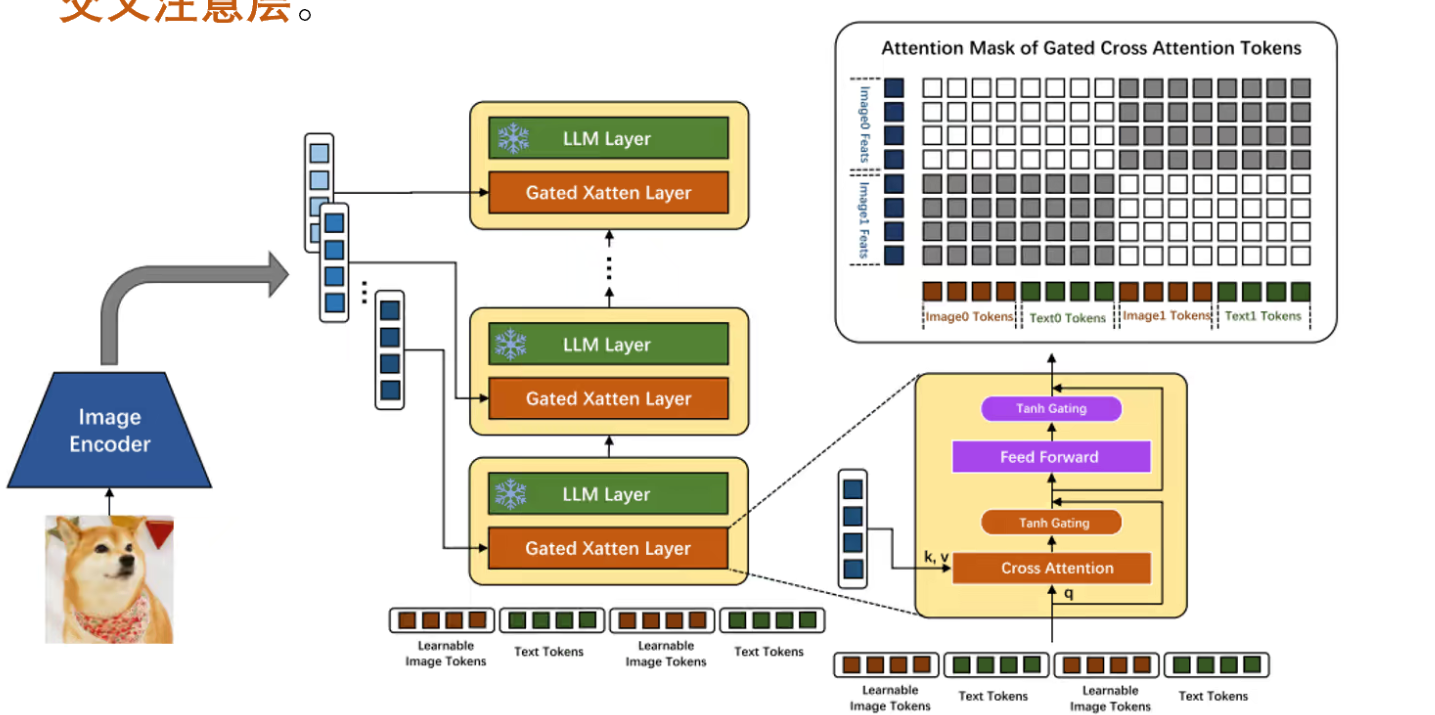 交叉注意层。
Attention Mask of Gated Cross Attention Tokens
Image0 Feats
Image1 Feats
Image0 Tokens
Text0 Tokens
Image1 Tokens
Text1 Tokens
LLM Layer
Gated Xatten Layer
LLM Layer
Gated Xatten Layer
LLM Layer
Gated Xatten Layer
Image
Encoder
Learnable
Image Tokens
Text Tokens
Learnable
Image Tokens
Text Tokens
Tanh Gating
Feed Forward
Tanh Gating
k, v
Cross Attention
q
Learnable
Image Tokens
Text Tokens
Learnable
Image Tokens
Text Tokens